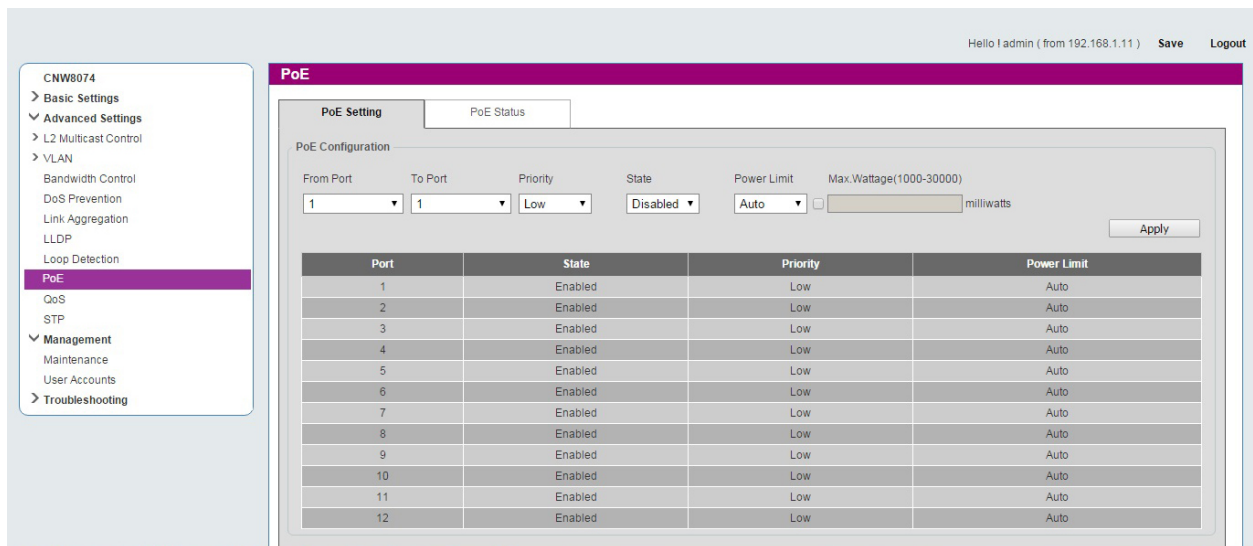 Hello ! admin ( from 192.168.1.11 ) Save Logout
CNW8074
Basic Settings
Advanced Settings
L2 Multicast Control
VLAN
Bandwidth Control
DoS Prevention
Link Aggregation
LLDP
Loop Detection
PoE
QoS
STP
Management
Maintenance
User Accounts
Troubleshooting
PoE
PoE Setting PoE Status
PoE Configuration
From Port To Port Priority State Power Limit Max.Wattage(1000-30000)
1 1 Low Disabled Auto milliwatts
Apply
Port State Priority Power Limit
1 Enabled Low Auto
2 Enabled Low Auto
3 Enabled Low Auto
4 Enabled Low Auto
5 Enabled Low Auto
6 Enabled Low Auto
7 Enabled Low Auto
8 Enabled Low Auto
9 Enabled Low Auto
10 Enabled Low Auto
11 Enabled Low Auto
12 Enabled Low Auto